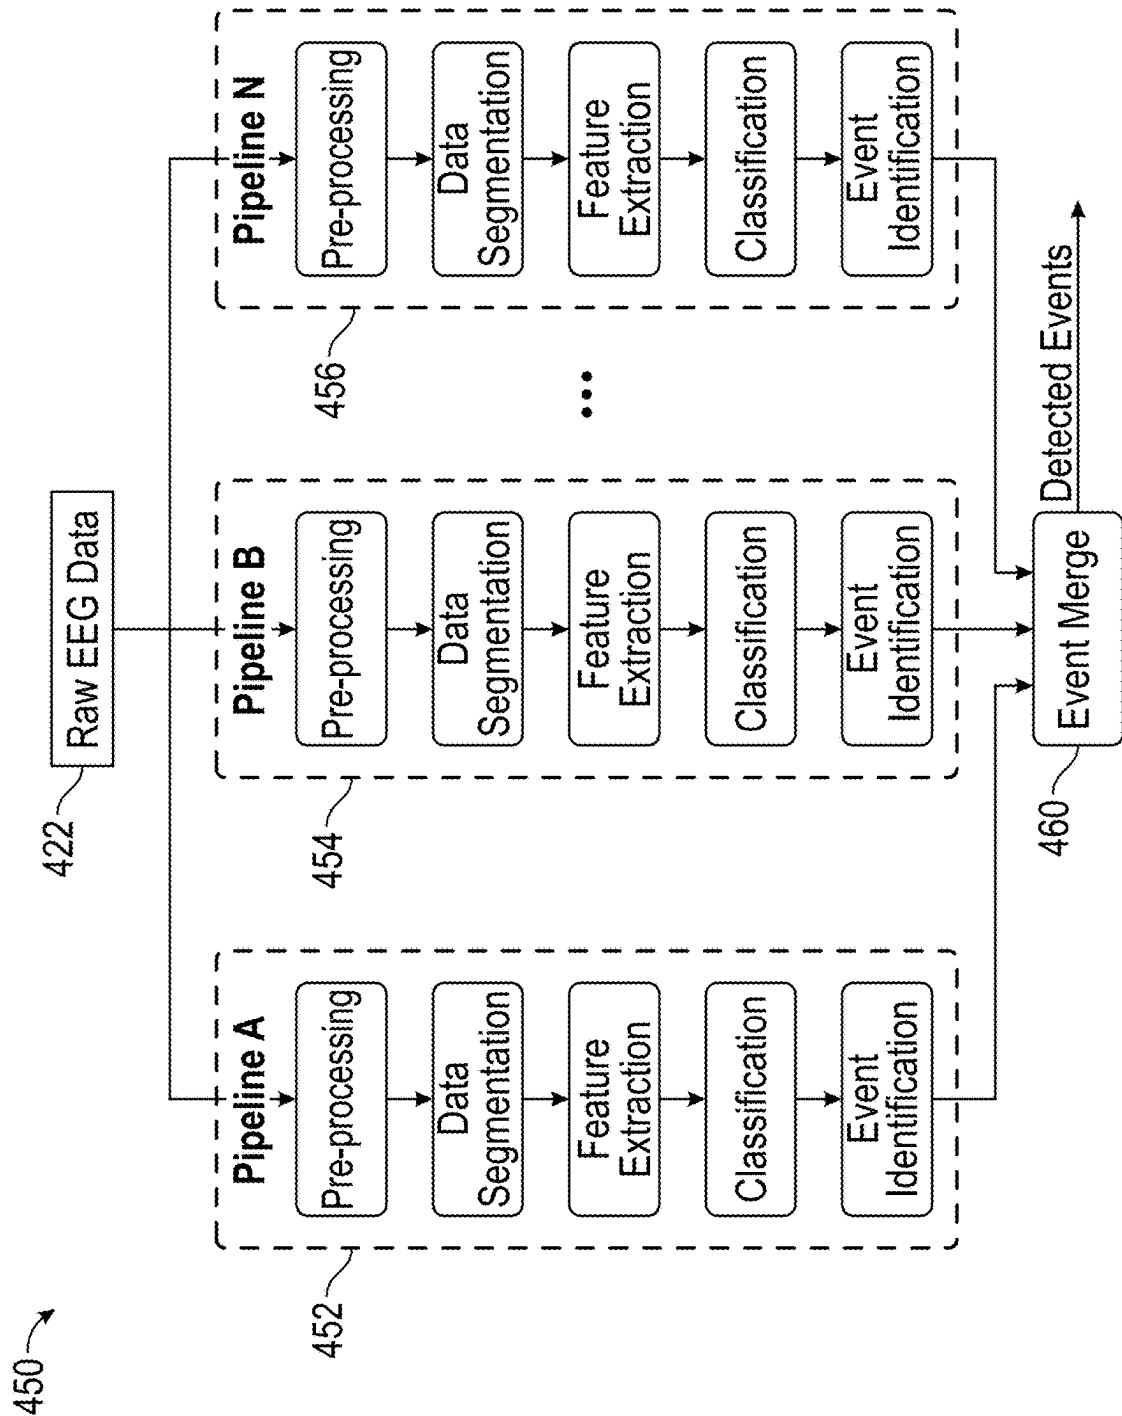 450
422
Raw EEG Data
452
Pipeline A
Pre-processing
Data
Segmentation
Feature
Extraction
Classification
Event
Identification
454
Pipeline B
Pre-processing
Data
Segmentation
Feature
Extraction
Classification
Event
Identification
...
456
Pipeline N
Pre-processing
Data
Segmentation
Feature
Extraction
Classification
Event
Identification
460
Event Merge
Detected Events